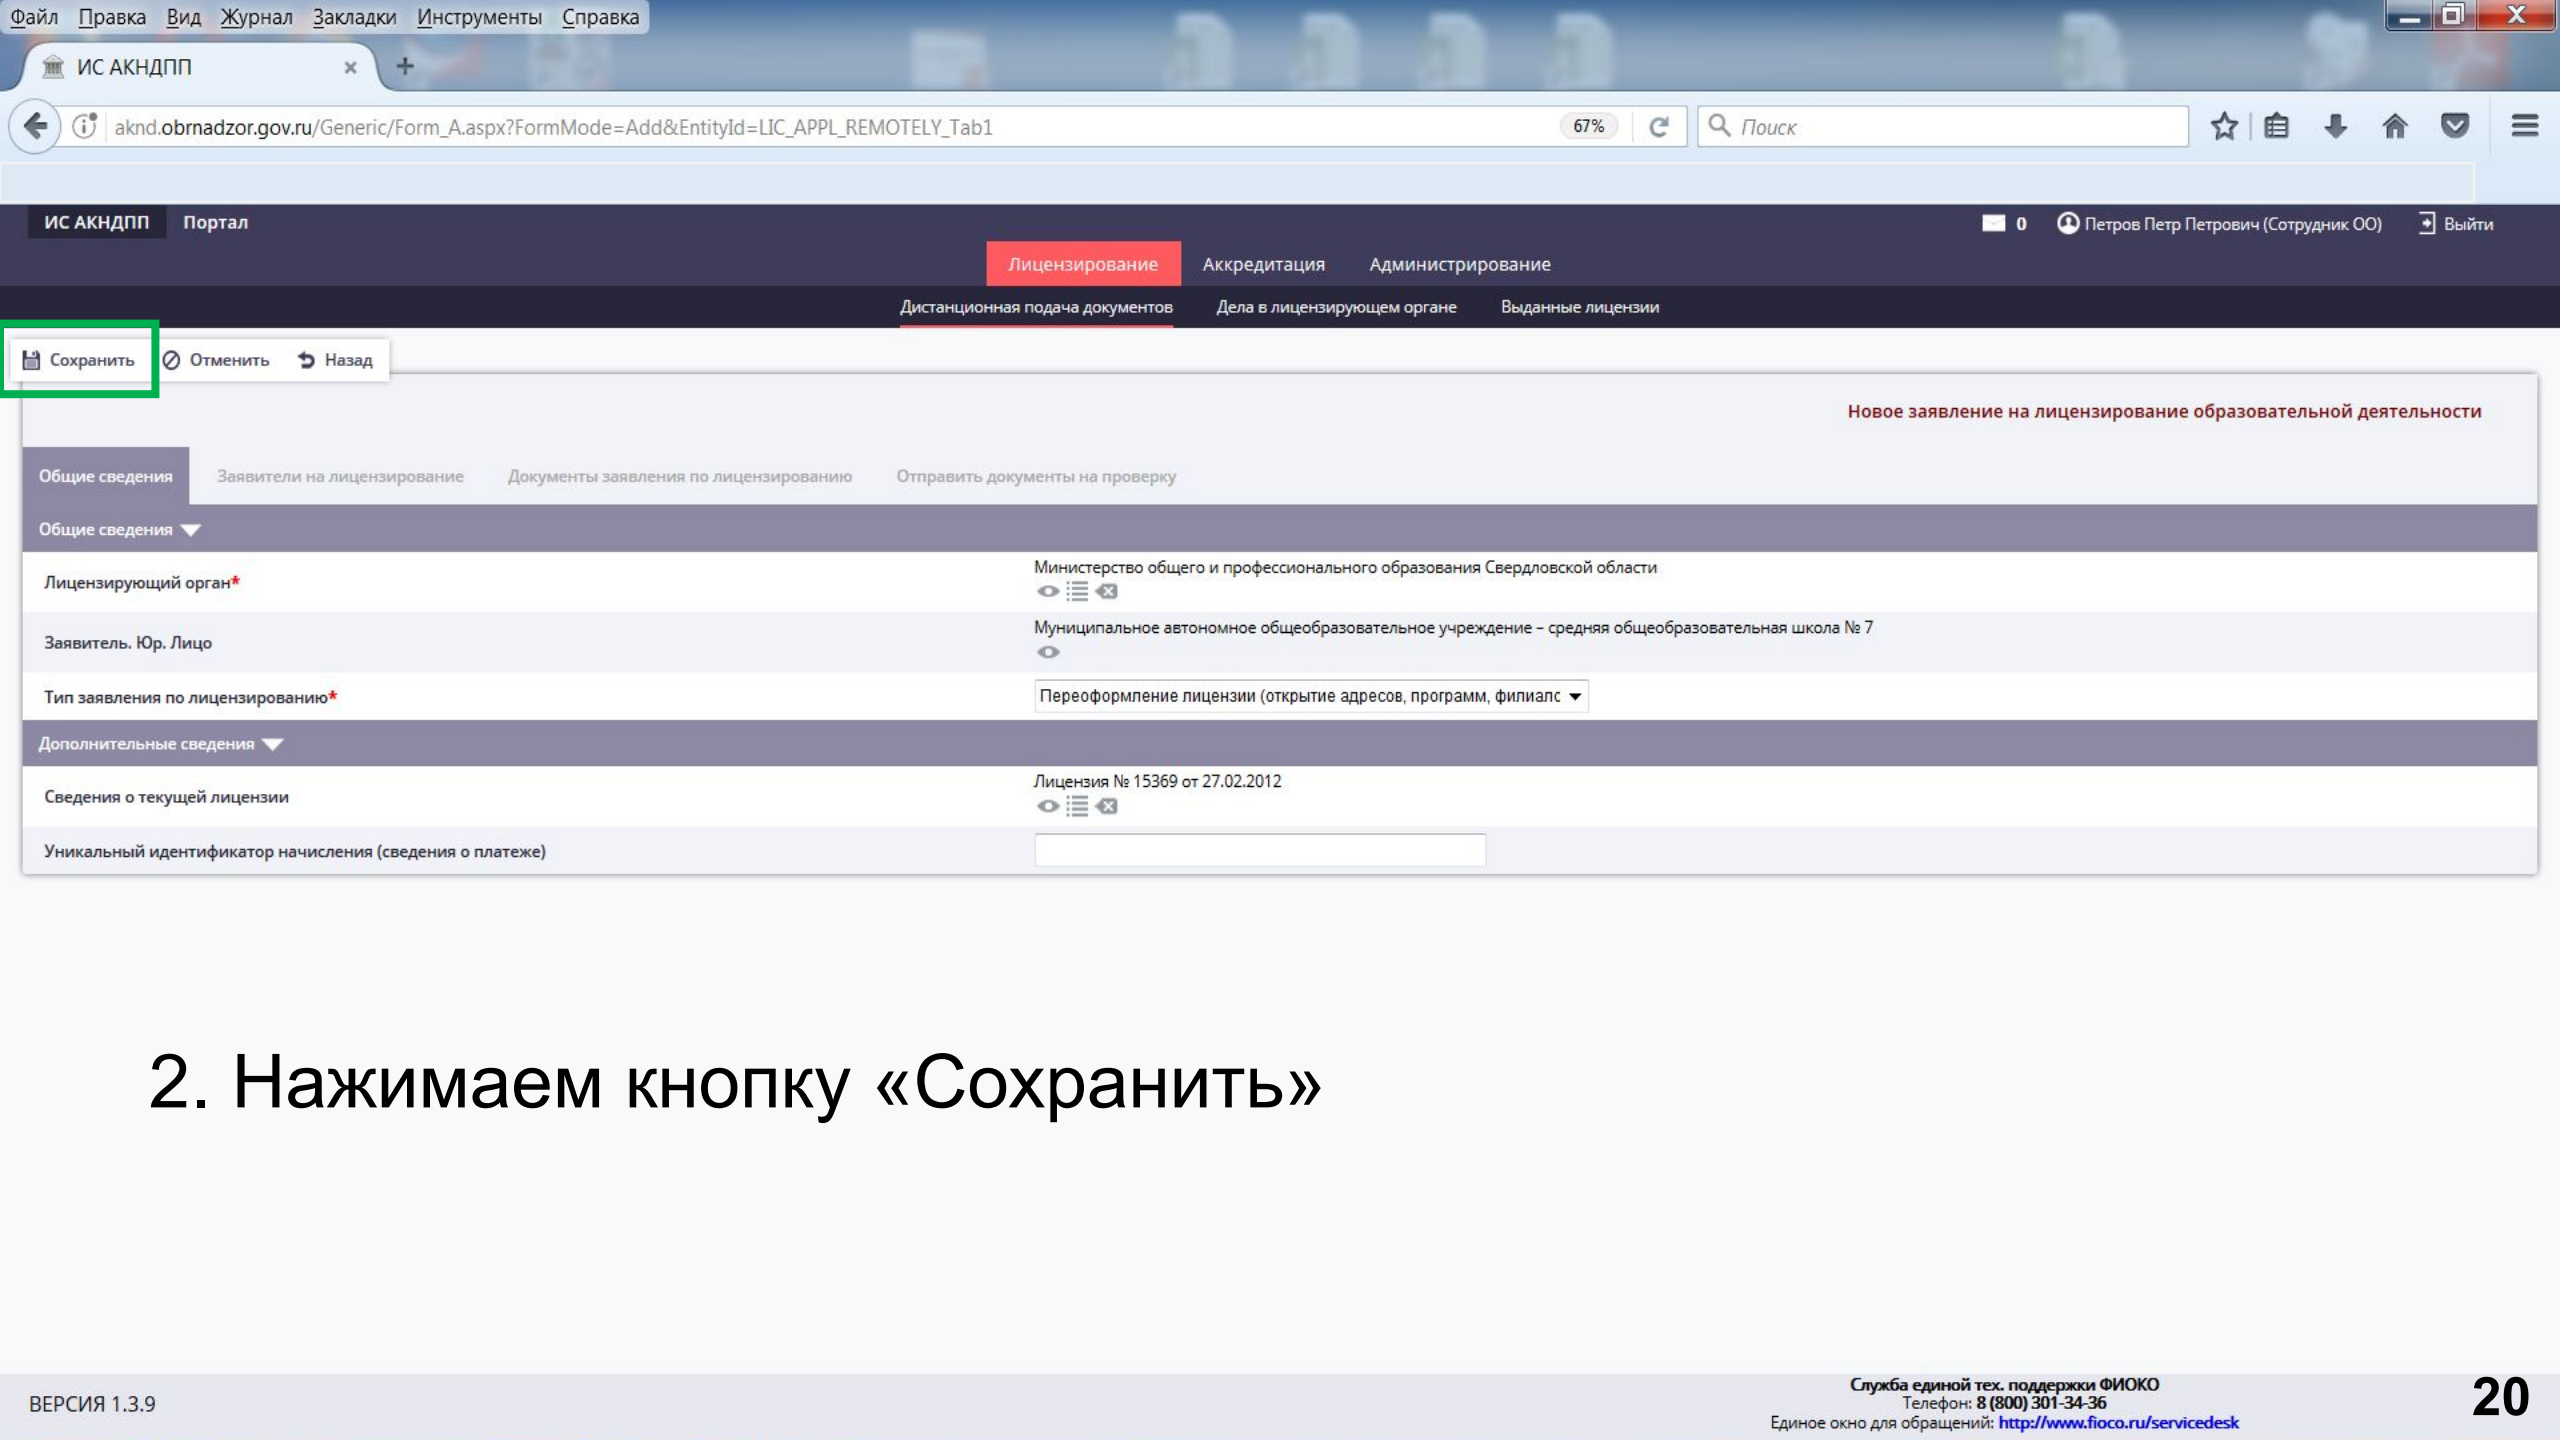 Файл Правка Вид Журнал Закладки Инструменты Справка
ИС АКНДПП
aknd.obrnadzor.gov.ru/Generic/Form_A.aspx?FormMode=Add&EntityId=LIC_APPL_REMOTELY_Tab1 67% Поиск
ИС АКНДПП Портал 0 Петров Петр Петрович (Сотрудник ОО) Выйти
Лицензирование Аккредитация Администрирование
Дистанционная подача документов Дела в лицензирующем органе Выданные лицензии
Сохранить Отменить Назад
Новое заявление на лицензирование образовательной деятельности
Общие сведения Заявители на лицензирование Документы заявления по лицензированию Отправить документы на проверку
Общие сведения
Лицензирующий орган* Министерство общего и профессионального образования Свердловской области
Заявитель. Юр. Лицо Муниципальное автономное общеобразовательное учреждение – средняя общеобразовательная школа № 7
Тип заявления по лицензированию* Переоформление лицензии (открытие адресов, программ, филиалс
Дополнительные сведения
Сведения о текущей лицензии Лицензия № 15369 от 27.02.2012
Уникальный идентификатор начисления (сведения о платеже)
2. Нажимаем кнопку «Сохранить»
ВЕРСИЯ 1.3.9
Служба единой тех. поддержки ФИОКО
Телефон: 8 (800) 301-34-36
Единое окно для обращений: http://www.fioco.ru/servicedesk
20